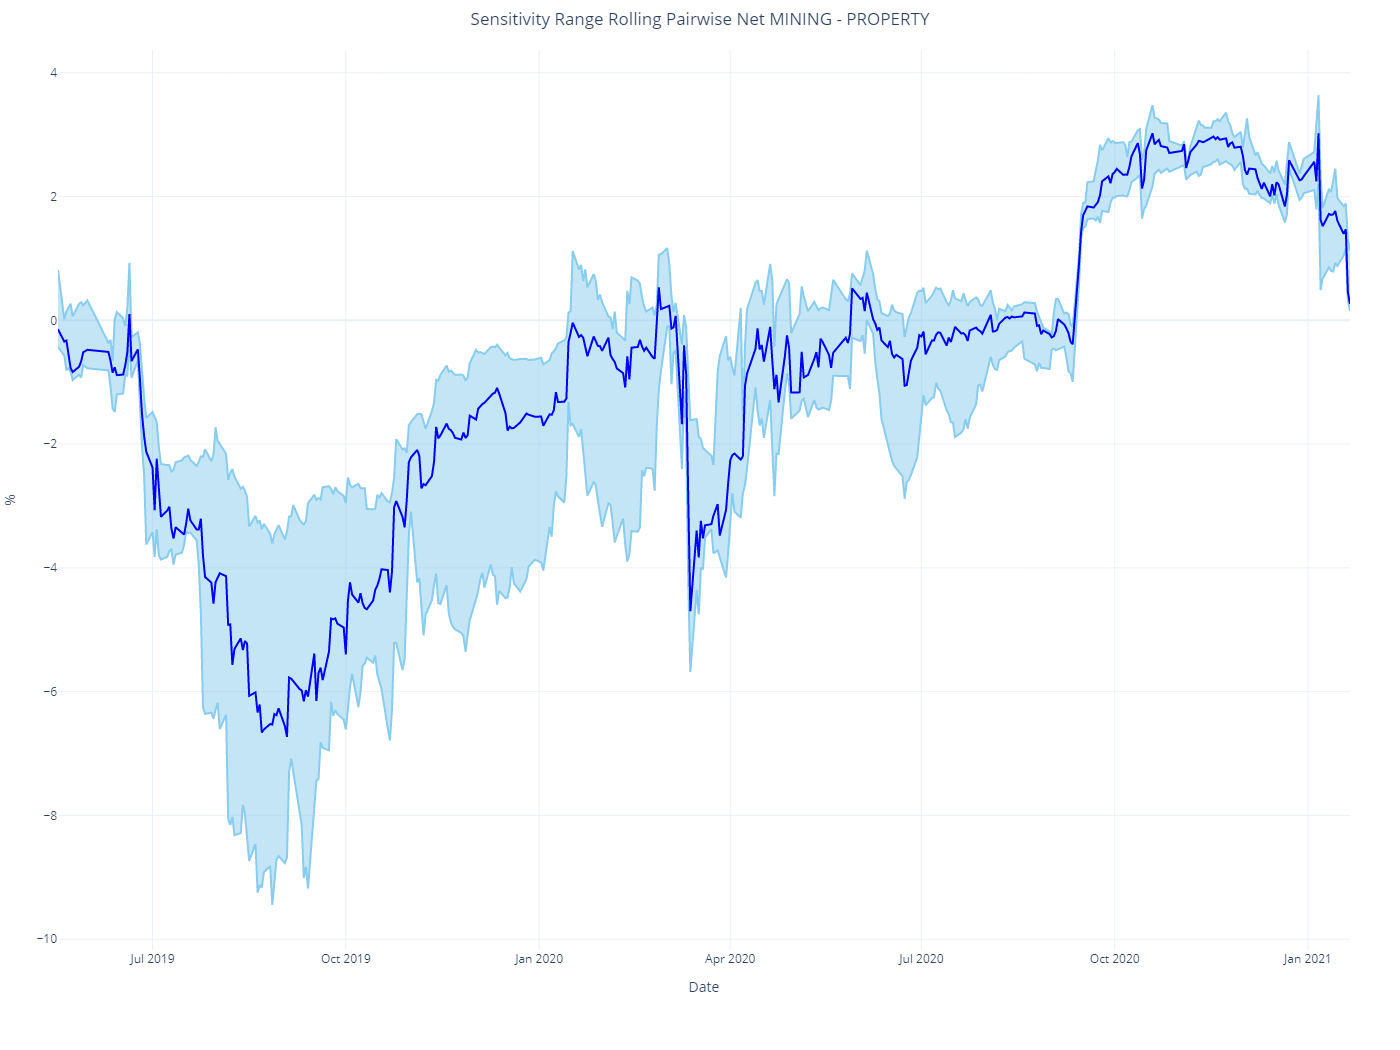 Sensitivity Range Rolling Pairwise Net MINING - PROPERTY
4
2
0
−2
−4
−6
−8
−10
%
Jul 2019
Oct 2019
Jan 2020
Apr 2020
Jul 2020
Oct 2020
Jan 2021
Date